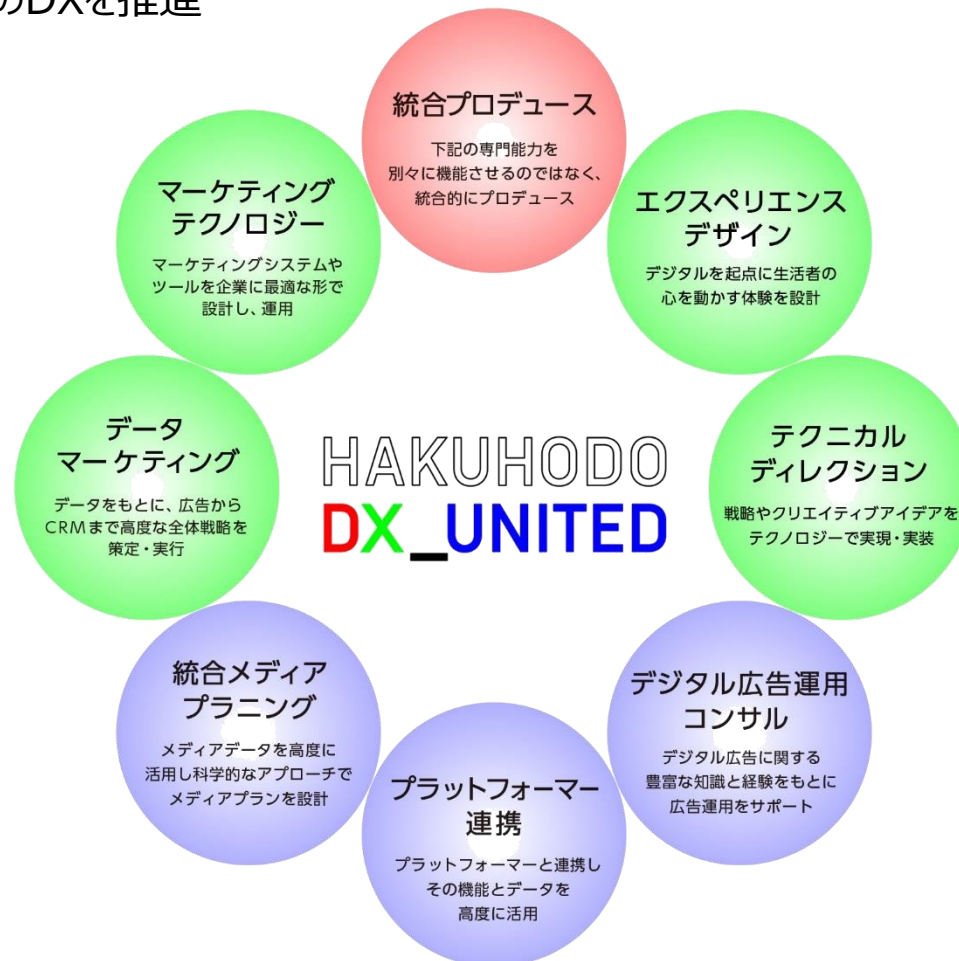 のDXを推進
統合プロデュース
下記の専門能力を
別々に機能させるのではなく、
統合的にプロデュース
エクスペリエンス
デザイン
デジタルを起点に生活者の
心を動かす体験を設計
テクニカル
ディレクション
戦略やクリエイティブアイデアを
テクノロジーで実現・実装
デジタル広告運用
コンサル
デジタル広告に関する
豊富な知識と経験をもとに
広告運用をサポート
プラットフォーマー
連携
プラットフォーマーと連携し
その機能とデータを
高度に活用
統合メディア
プラニング
メディアデータを高度に
活用し科学的なアプローチで
メディアプランを設計
データ
マーケティング
データをもとに、広告から
CRMまで高度な全体戦略を
策定・実行
マーケティング
テクノロジー
マーケティングシステムや
ツールを企業に最適な形で
設計し、運用
HAKUHODO
DX_UNITED